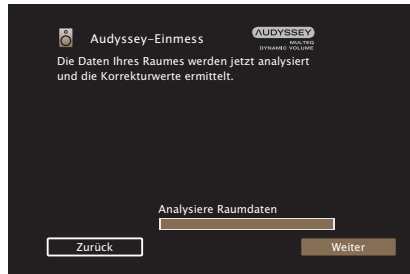 Audyssey-Einmess
AUDYSSEY
MULTEQ
DYNAMIC VOLUME
Die Daten Ihres Raumes werden jetzt analysiert
und die Korrekturwerte ermittelt.
Analysiere Raumdaten
Zurück
Weiter